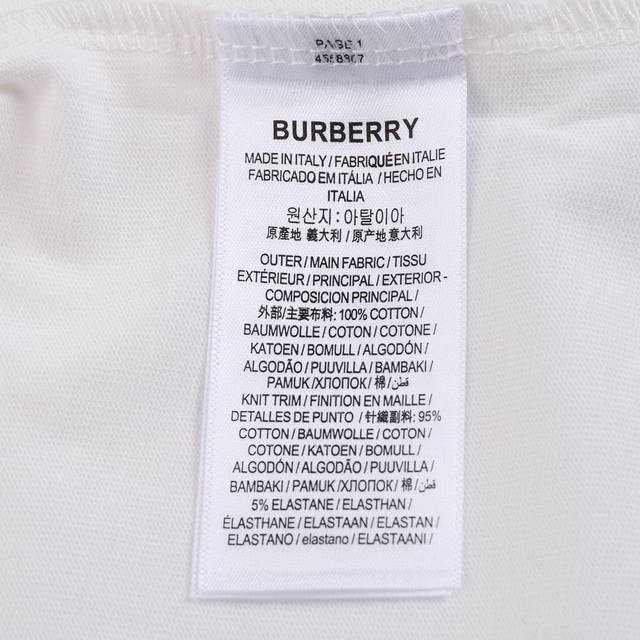 PAGE 1
4558807
BURBERRY
MADE IN ITALY / FABRIQUÉ EN ITALIE
FABRICADO EM ITÁLIA / HECHO EN
ITALIA
원산지 : 아탈이아
原產地 義大利 / 原产地 意大利
OUTER / MAIN FABRIC / TISSU
EXTÉRIEUR / PRINCIPAL / EXTERIOR -
COMPOSICION PRINCIPAL /
外部 / 主要布料: 100% COTTON /
BAUMWOLLE / COTON / COTONE /
KATOEN / BOMULL / ALGODÓN /
ALGODÃO / PUUVILLA / BAMBAKI /
PAMUK / ХЛОПОК / 棉 / قطن/
KNIT TRIM / FINITION EN MAILLE /
DETALLES DE PUNTO / 针織副料: 95%
COTTON / BAUMWOLLE / COTON /
COTONE / KATOEN / BOMULL /
ALGODÓN / ALGODÃO / PUUVILLA /
BAMBAKI / PAMUK / ХЛОПОК / 棉 / قطن/
5% ELASTANE / ELASTHAN /
ÉLASTHANE / ELASTAAN / ELASTAN /
ELASTANO / elastano / ELASTAANI /